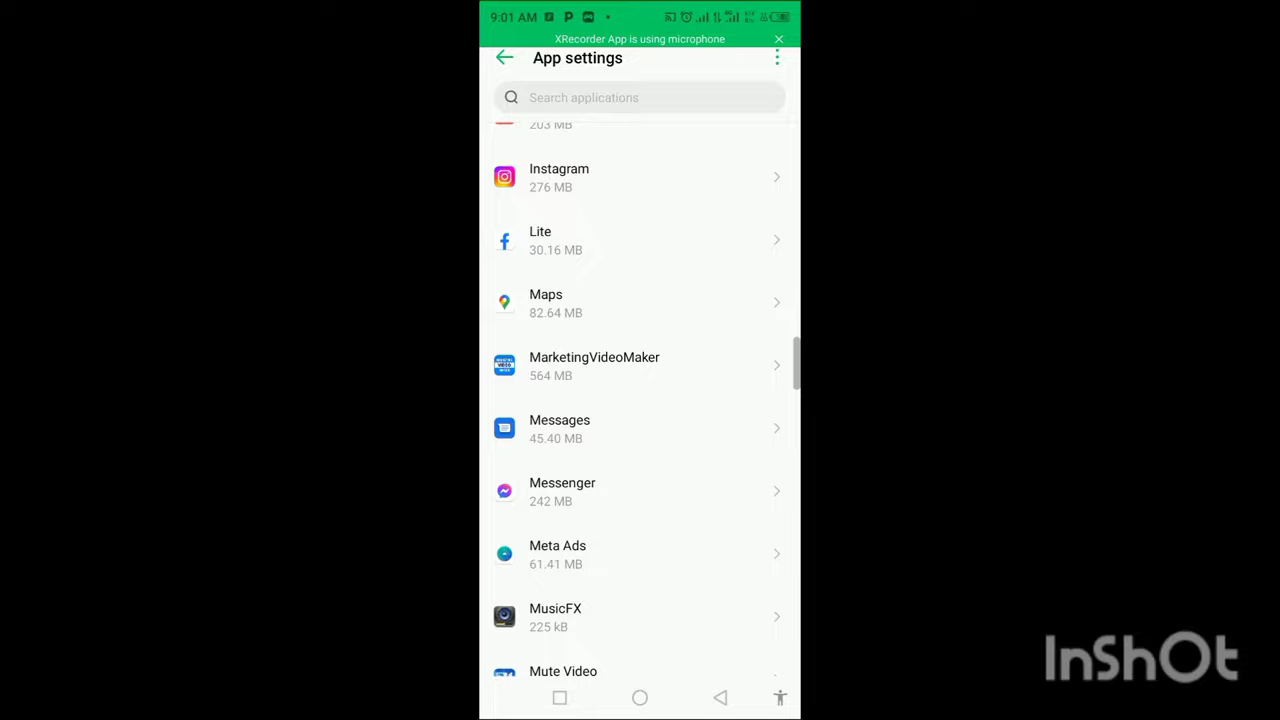 9:01 AM
XRecorder App is using microphone
App settings
Search applications
203 MB
Instagram
276 MB
Lite
30.16 MB
Maps
82.64 MB
MarketingVideoMaker
564 MB
Messages
45.40 MB
Messenger
242 MB
Meta Ads
61.41 MB
MusicFX
225 kB
Mute Video
InShOt